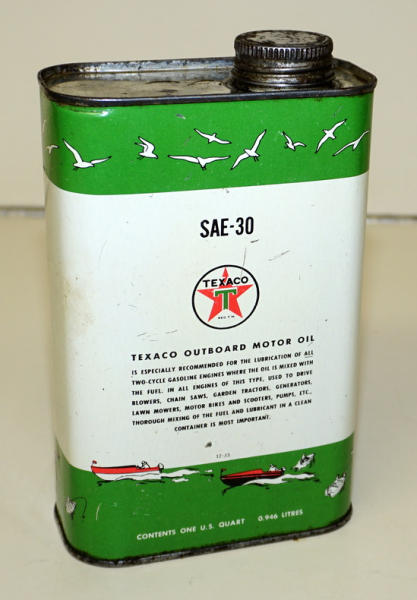 SAE-30
TEXACO
T
REG T M
TEXACO OUTBOARD MOTOR OIL
IS ESPECIALLY RECOMMENDED FOR THE LUBRICATION OF ALL
TWO-CYCLE GASOLINE ENGINES WHERE THE OIL IS MIXED WITH
THE FUEL. IN ALL ENGINES OF THIS TYPE, USED TO DRIVE
BLOWERS, CHAIN SAWS, GARDEN TRACTORS, GENERATORS,
LAWN MOWERS, MOTOR BIKES AND SCOOTERS, PUMPS, ETC.,
THOROUGH MIXING OF THE FUEL AND LUBRICANT IN A CLEAN
CONTAINER IS MOST IMPORTANT.
CONTENTS ONE U.S. QUART 0.946 LITRES